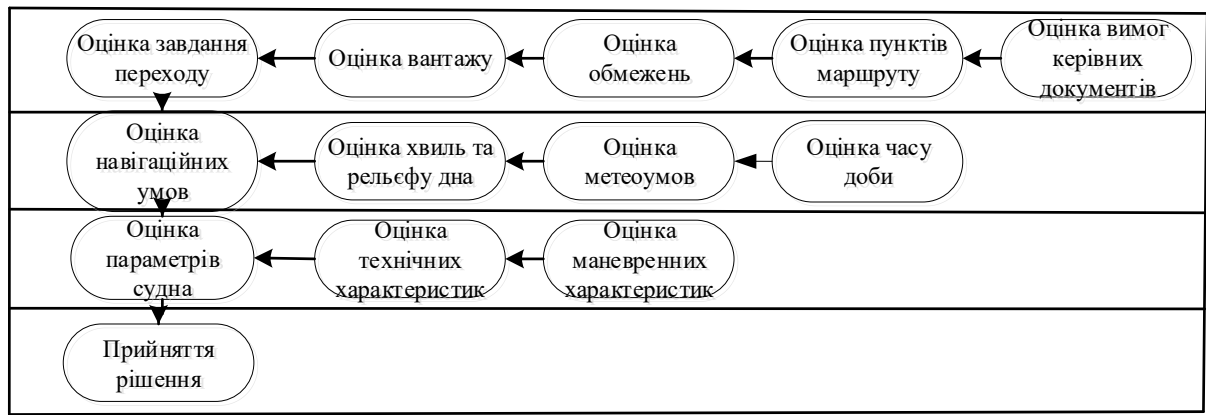 Оцінка завдання
переходу
Оцінка вантажу
Оцінка
обмежень
Оцінка пунктів
маршруту
Оцінка вимог
керівних
документів
Оцінка
навігаційних
умов
Оцінка хвиль та
рельєфу дна
Оцінка
метеоумов
Оцінка часу
доби
Оцінка
параметрів
судна
Оцінка
технічних
характеристик
Оцінка
маневренних
характеристик
Прийняття
рішення